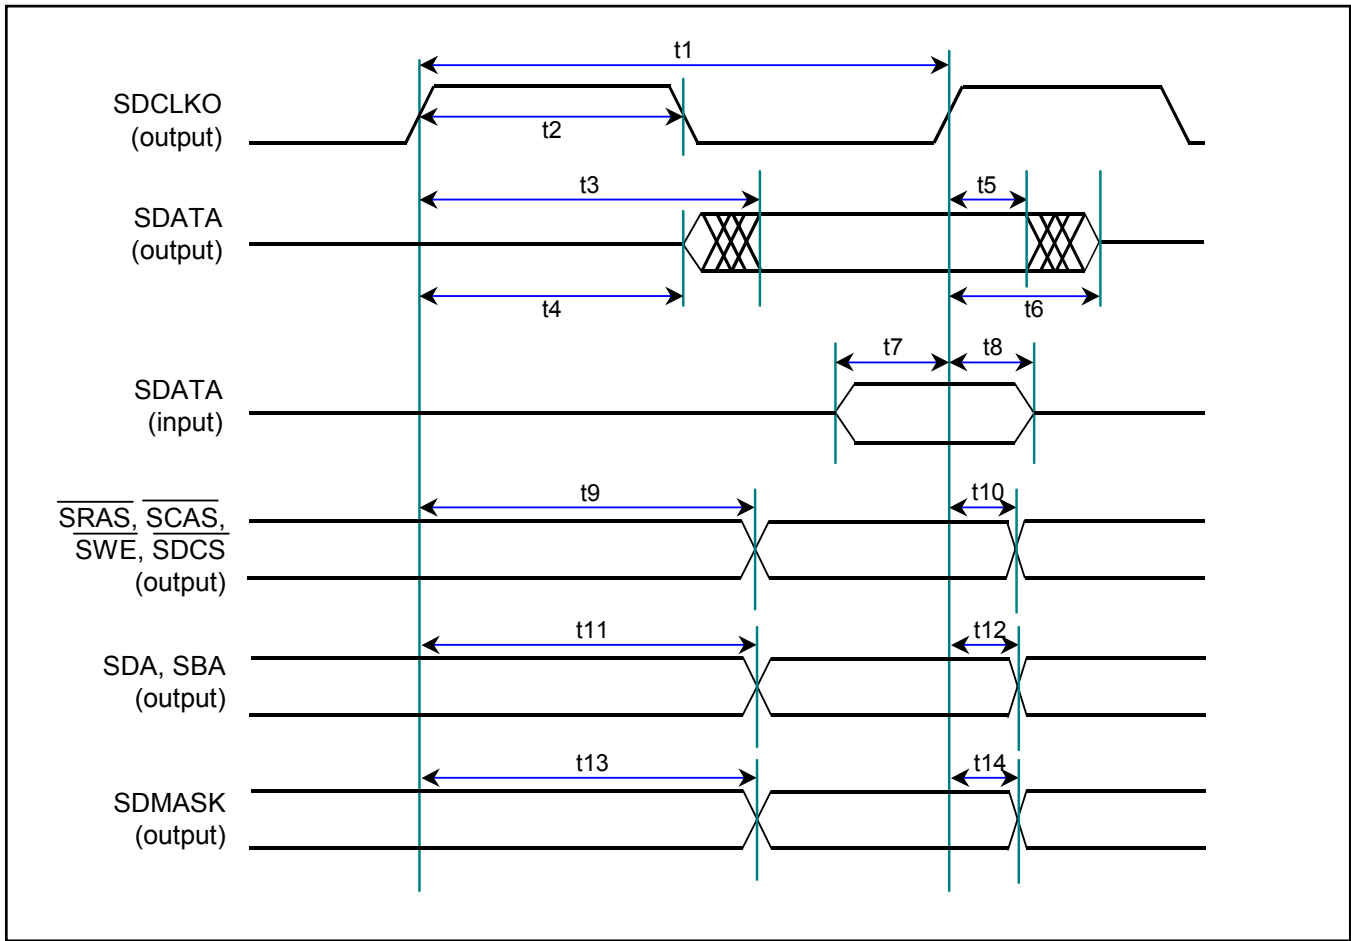 t1
SDCLKO
(output)
t2
t3
t5
SDATA
(output)
t4
t6
t7
t8
SDATA
(input)
t9
t10
SRAS, SCAS,
SWE, SDCS
(output)
t11
t12
SDA, SBA
(output)
t13
t14
SDMASK
(output)